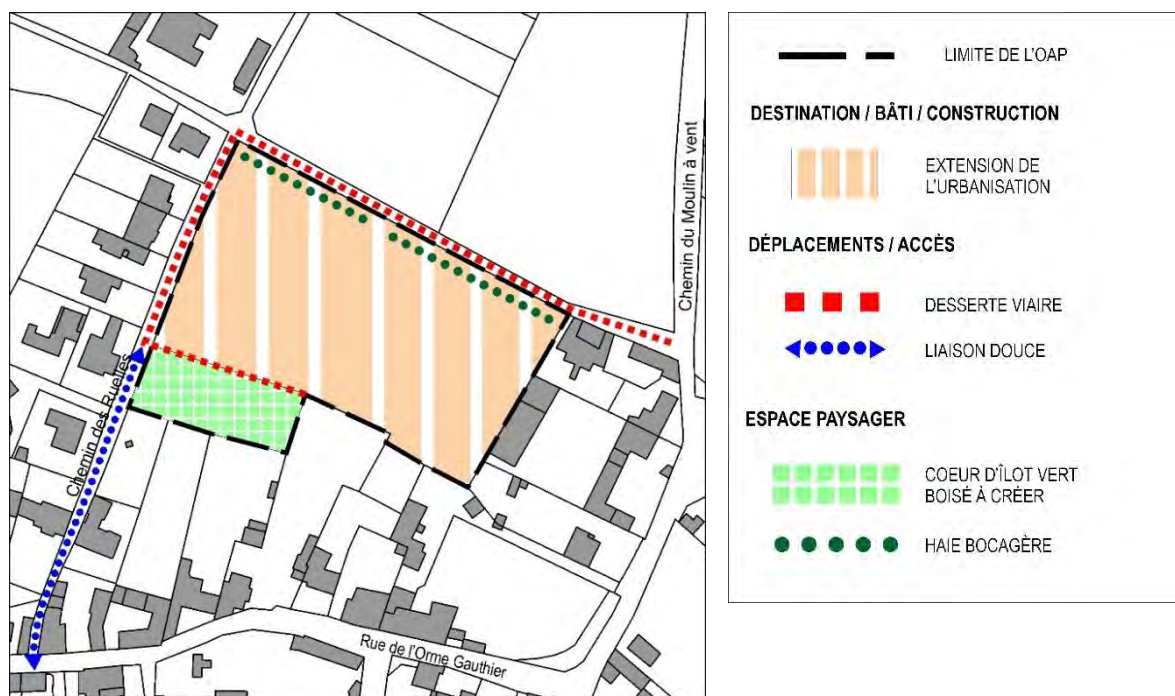 Chemin du Moulin à vent
Chemin des Ruelles
Rue de l'Orme Gauthier
LIMITE DE L'OAP
DESTINATION / BÂTI / CONSTRUCTION
EXTENSION DE
L'URBANISATION
DÉPLACEMENTS / ACCÈS
DESSERTE VIAIRE
LIAISON DOUCE
ESPACE PAYSAGER
COEUR D'ÎLOT VERT
BOISÉ À CRÉER
HAIE BOCAGÈRE